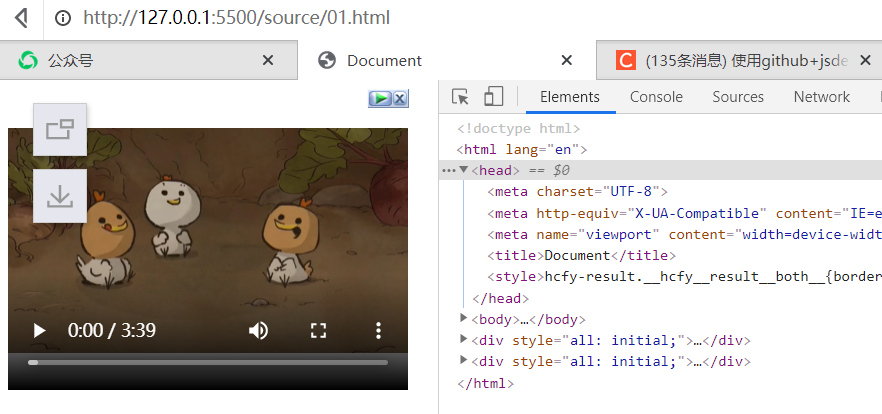 http://127.0.0.1:5500/source/01.html
公众号
Document
(135条消息) 使用github+jsde
Elements Console Sources Network
<!doctype html>
<html lang="en">
<head> == $0
<meta charset="UTF-8">
<meta http-equiv="X-UA-Compatible" content="IE=e
<meta name="viewport" content="width=device-widt
<title>Document</title>
<style>hcfy-result.__hcfy__result__both__{border
</head>
<body>…</body>
<div style="all: initial;">…</div>
<div style="all: initial;">…</div>
</html>
0:00 / 3:39